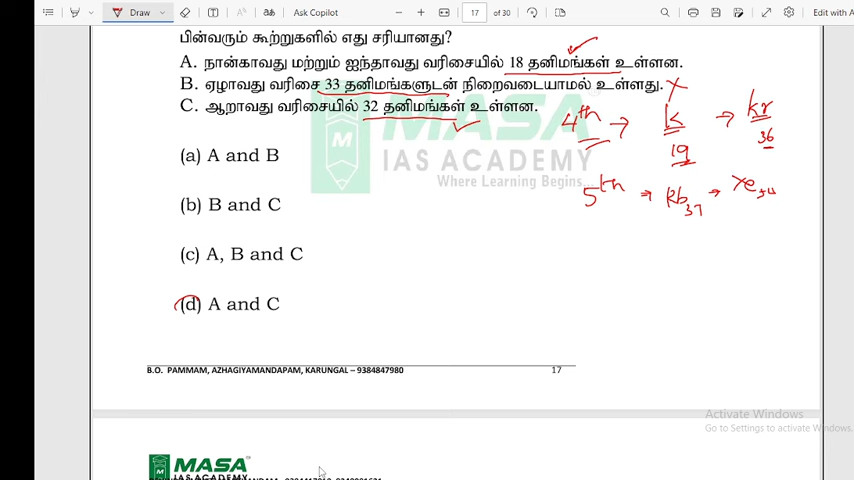 Draw
Ask Copilot
17 of 30
Edit with A
பின்வரும் கூற்றுகளில் எது சரியானது?
A. நான்காவது மற்றும் ஐந்தாவது வரிசையில் 18 தனிமங்கள் உள்ளன.
B. ஏழாவது வரிசை 33 தனிமங்களுடன் நிறைவடையாமல் உள்ளது.
C. ஆறாவது வரிசையில் 32 தனிமங்கள் உள்ளன.
4th → K 19 → Kr 36
5th → Rb 37 → Xe 54
MASA
IAS ACADEMY
Where Learning Begins...
(a) A and B
(b) B and C
(c) A, B and C
(d) A and C
B.O. PAMMAM, AZHAGIYAMANDAPAM, KARUNGAL – 9384847980
17
Activate Windows
Go to Settings to activate Windows.
MASA
IAS ACADEMY